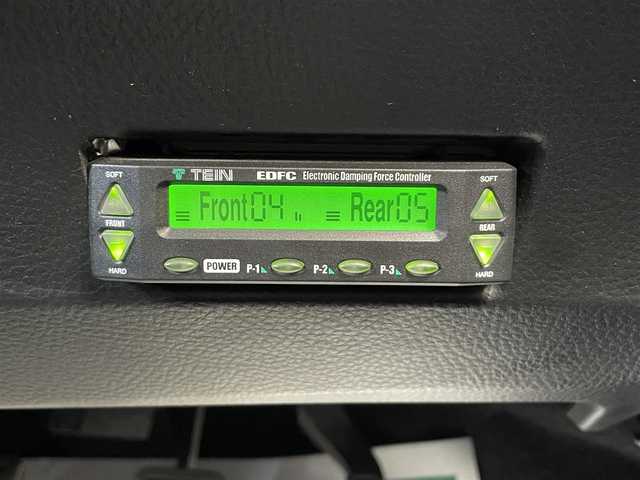 TEIN EDFC Electronic Damping Force Controller
SOFT
SOFT
Front04 Rear05
FRONT
REAR
HARD
POWER P-1 P-2 P-3
HARD